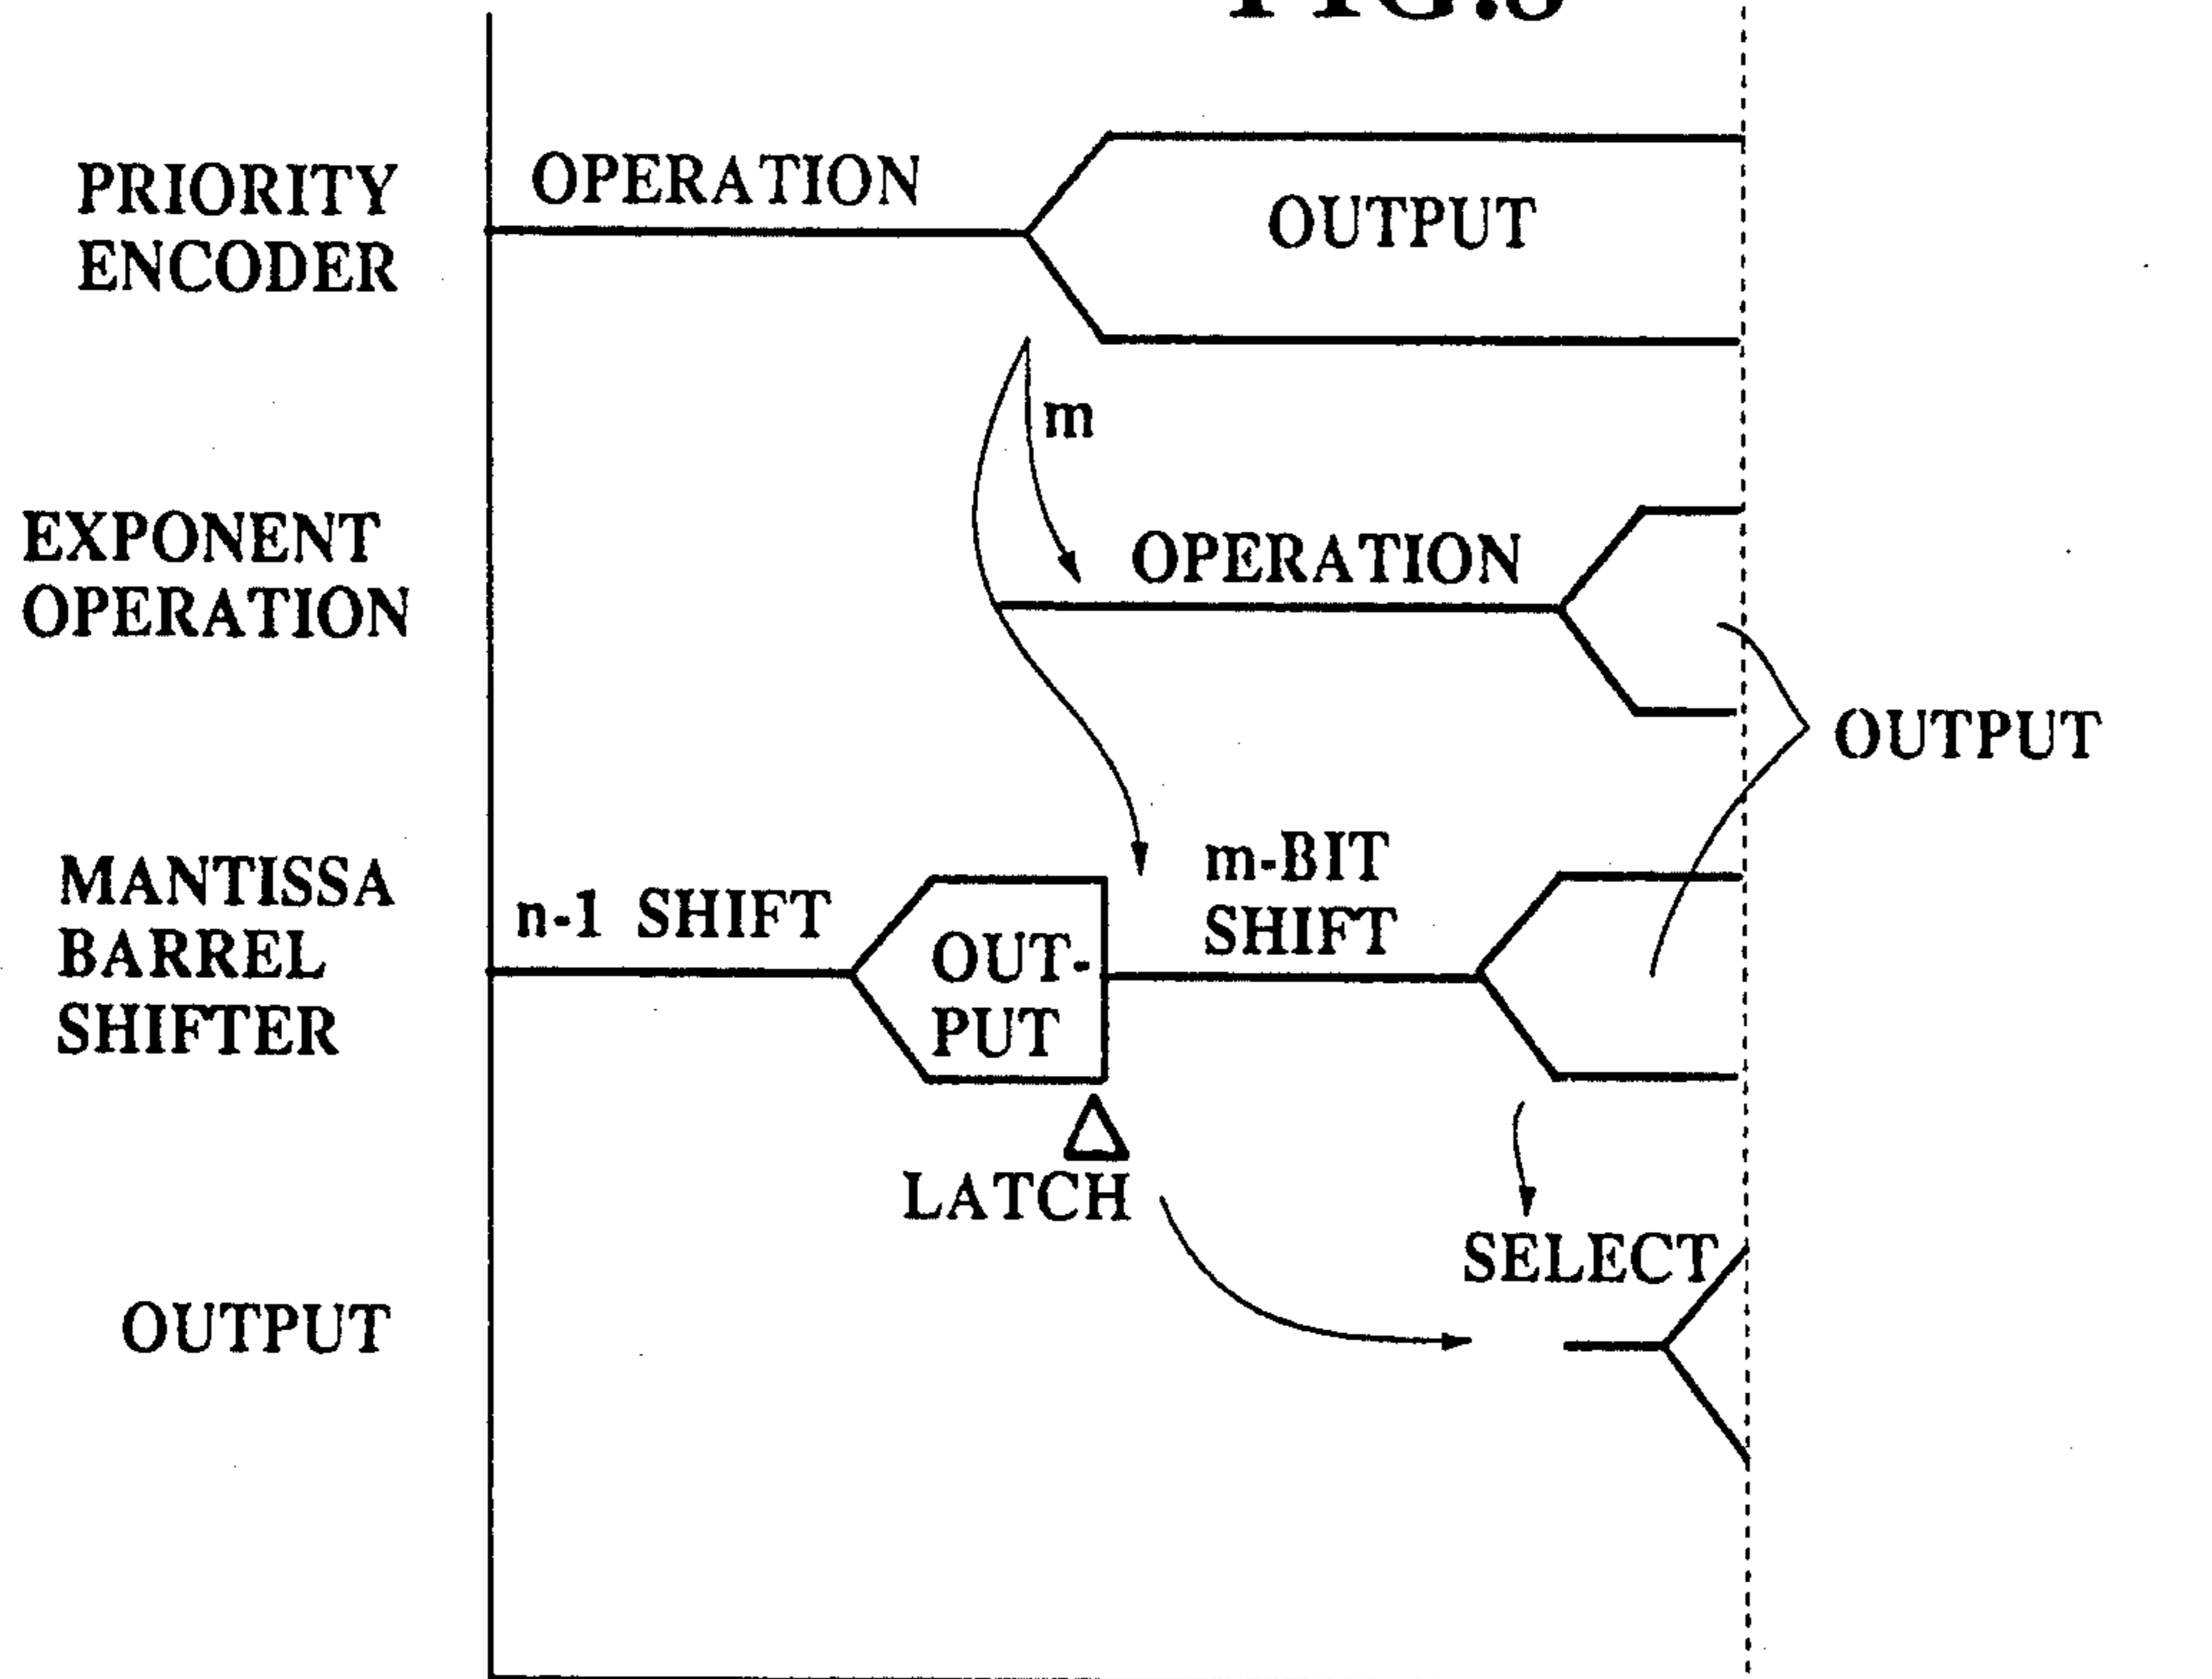 PRIORITY
ENCODER
OPERATION
OUTPUT
m
EXPONENT
OPERATION
OPERATION
OUTPUT
MANTISSA
BARREL
SHIFTER
n-1 SHIFT
OUT-
PUT
m-BIT
SHIFT
LATCH
SELECT
OUTPUT